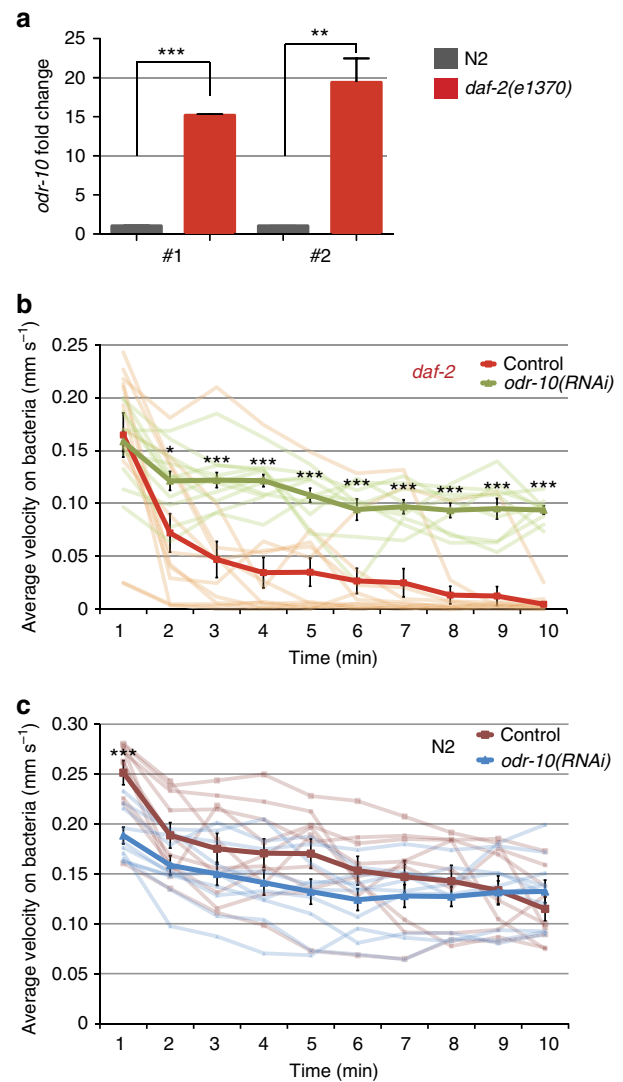 a
odr-10 fold change
25
20
15
10
5
0
***
**
#1
#2
N2
daf-2(e1370)
b
Average velocity on bacteria (mm s⁻¹)
0.25
0.20
0.15
0.10
0.05
0
daf-2
Control
odr-10(RNAi)
*
***
***
***
***
***
***
***
***
1 2 3 4 5 6 7 8 9 10
Time (min)
c
Average velocity on bacteria (mm s⁻¹)
0.30
0.25
0.20
0.15
0.10
0.05
0
N2
Control
odr-10(RNAi)
***
1 2 3 4 5 6 7 8 9 10
Time (min)